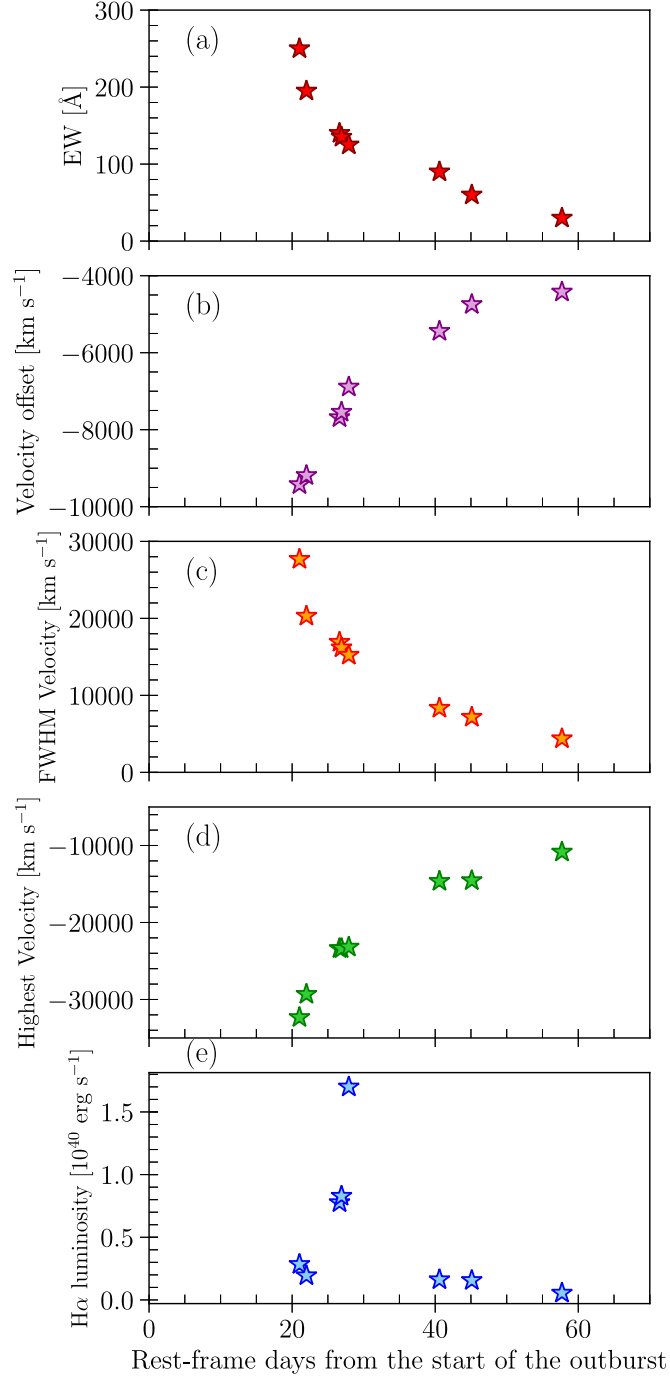 (a)
EW [Å]
300
200
100
0
(b)
Velocity offset [km s⁻¹]
−4000
−6000
−8000
−10000
(c)
FWHM Velocity [km s⁻¹]
30000
20000
10000
0
(d)
Highest Velocity [km s⁻¹]
−10000
−20000
−30000
(e)
Hα luminosity [10⁴⁰ erg s⁻¹]
1.5
1.0
0.5
0.0
0 20 40 60
Rest-frame days from the start of the outburst